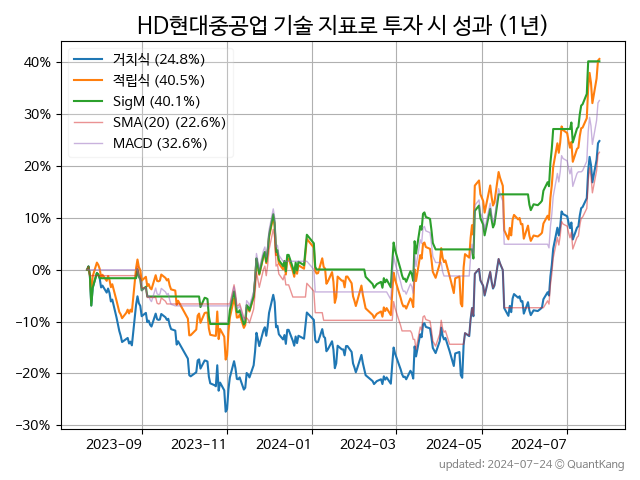 HD현대중공업 기술 지표로 투자 시 성과 (1년)
거치식 (24.8%)
적립식 (40.5%)
SigM (40.1%)
SMA(20) (22.6%)
MACD (32.6%)
40%
30%
20%
10%
0%
−10%
−20%
−30%
2023-09 2023-11 2024-01 2024-03 2024-05 2024-07
updated: 2024-07-24 © QuantKang